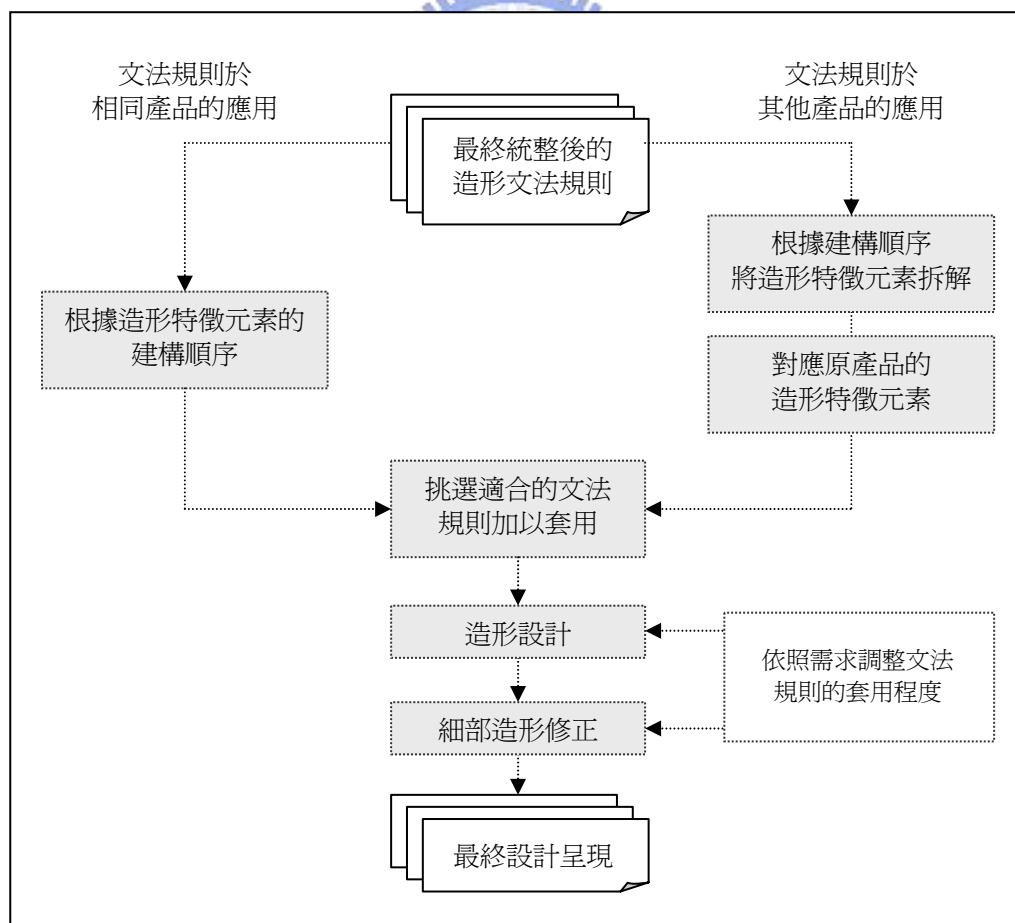 文法規則於
相同產品的應用
文法規則於
其他產品的應用
最終統整後的
造形文法規則
根據造形特徵元素的
建構順序
根據建構順序
將造形特徵元素拆解
對應原產品的
造形特徵元素
挑選適合的文法
規則加以套用
造形設計
依照需求調整文法
規則的套用程度
細部造形修正
最終設計呈現